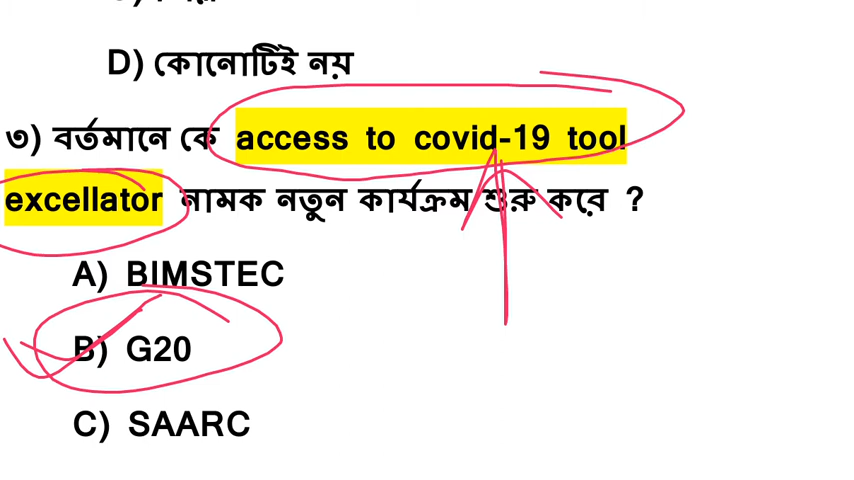 D) কোনোটিই নয়
৩) বর্তমানে কে access to covid-19 tool
excellator নামক নতুন কার্যক্রম শুরু করে ?
A) BIMSTEC
B) G20
C) SAARC